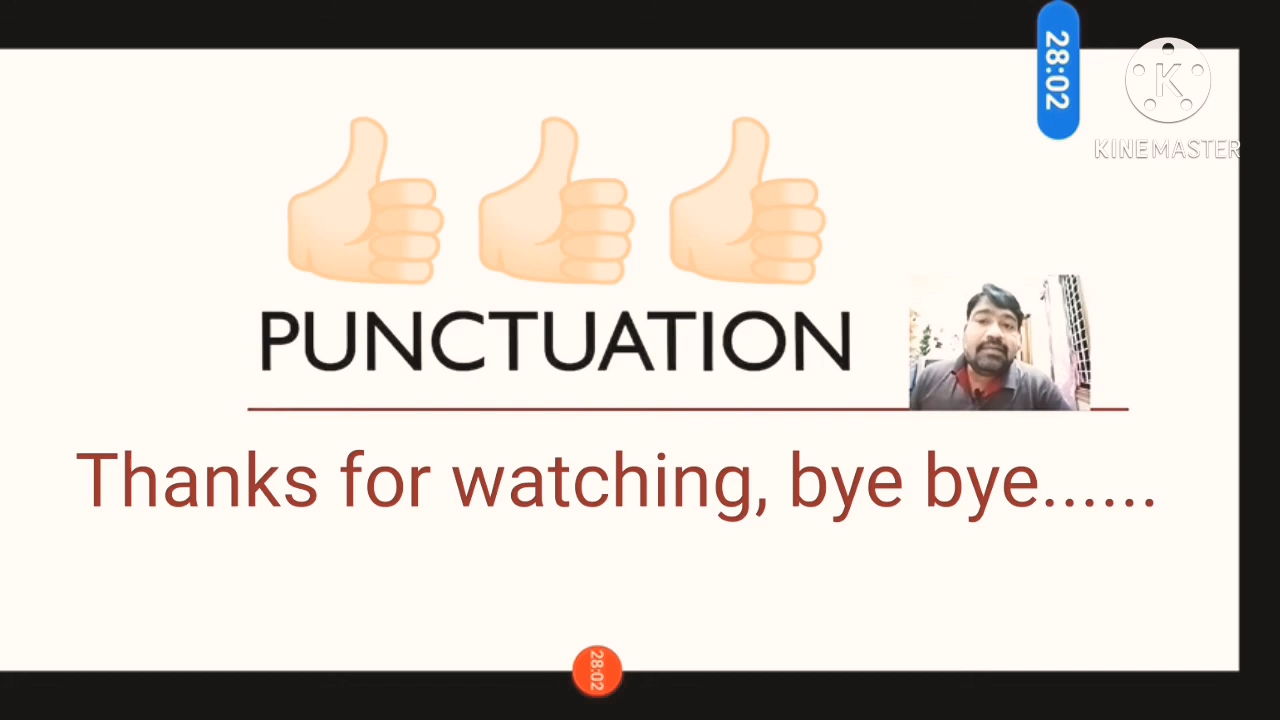 28:02
K
KINEMASTER
PUNCTUATION
Thanks for watching, bye bye......
28:02